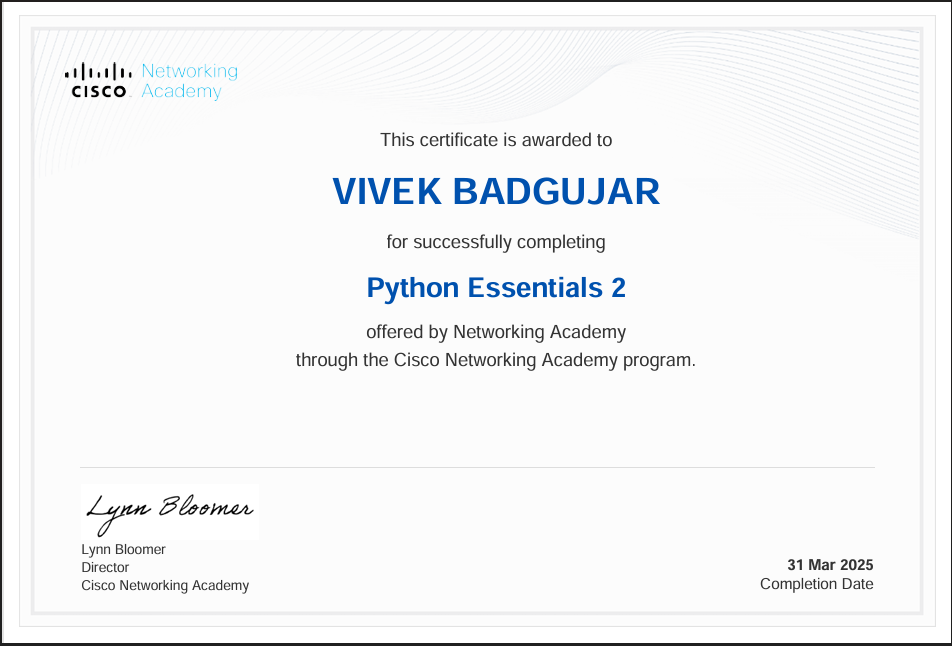 Networking
CISCO Academy
This certificate is awarded to
VIVEK BADGUJAR
for successfully completing
Python Essentials 2
offered by Networking Academy
through the Cisco Networking Academy program.
Lynn Bloomer
Lynn Bloomer
Director
Cisco Networking Academy
31 Mar 2025
Completion Date